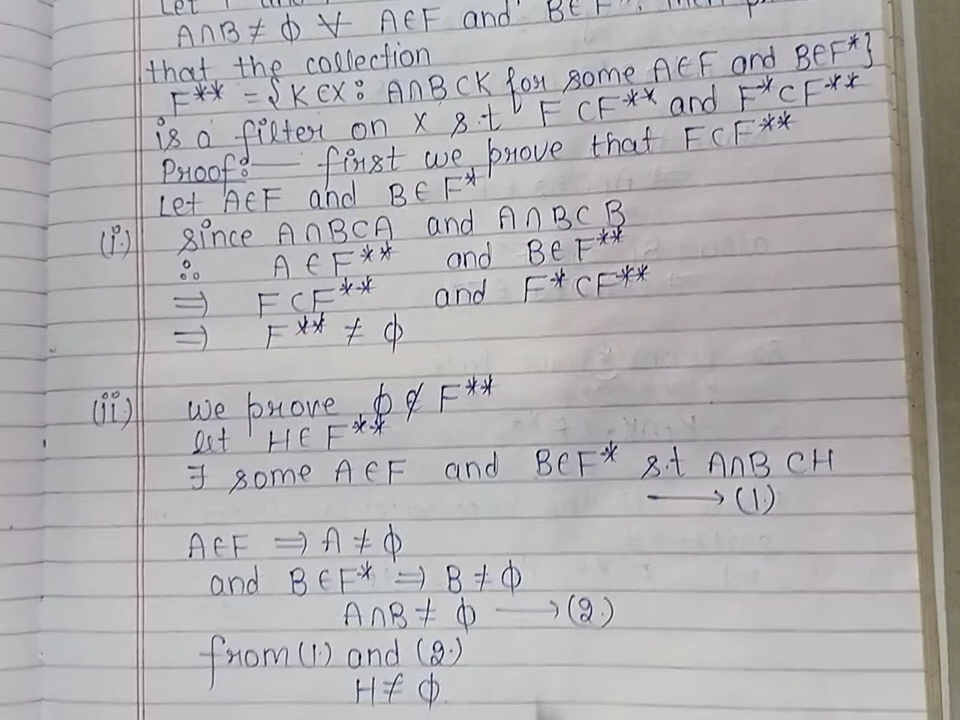 Let
A∩B ≠ ϕ ∀ A∈F and B∈F
that the collection
F** = {K⊂X : A∩B⊂K for some A∈F and B∈F*}
is a filter on X s.t F⊂F** and F*⊂F**
Proof:— first we prove that F⊂F**
Let A∈F and B∈F*
(i.) since A∩B⊂A and A∩B⊂B
∴ A∈F** and B∈F**
⇒ F⊂F** and F*⊂F**
⇒ F** ≠ ϕ
(ii.) we prove ϕ∉F**
let H∈F**
∃ some A∈F and B∈F* s.t A∩B⊂H
⟶(1.)
A∈F ⇒ A ≠ ϕ
and B∈F* ⇒ B ≠ ϕ
A∩B ≠ ϕ ⟶(2.)
from (1.) and (2.)
H ≠ ϕ